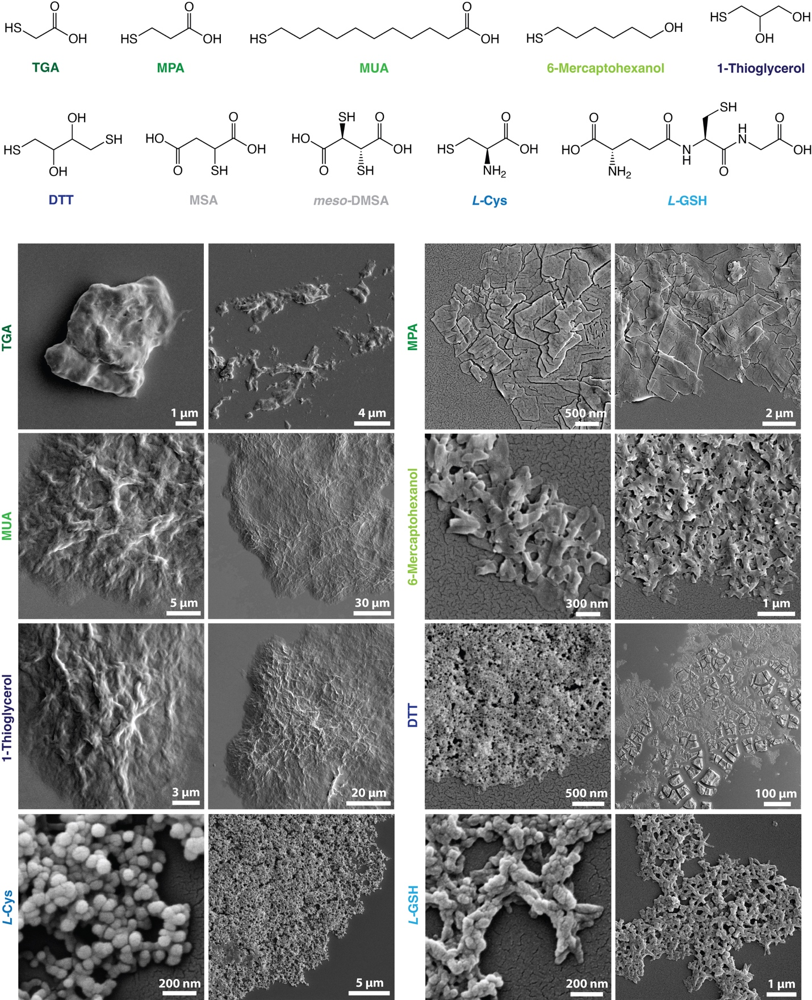 HS O OH
HS O OH
HS O OH
HS OH
HS OH OH
TGA
MPA
MUA
6-Mercaptohexanol
1-Thioglycerol
HS OH OH SH
HO O SH O OH
HO O SH SH O OH
HS O OH NH2
HO O NH2 O N H SH O H N O OH
DTT
MSA
meso-DMSA
L-Cys
L-GSH
TGA
1 µm
4 µm
MPA
500 nm
2 µm
MUA
5 µm
30 µm
6-Mercaptohexanol
300 nm
1 µm
1-Thioglycerol
3 µm
20 µm
DTT
500 nm
100 µm
L-Cys
200 nm
5 µm
L-GSH
200 nm
1 µm